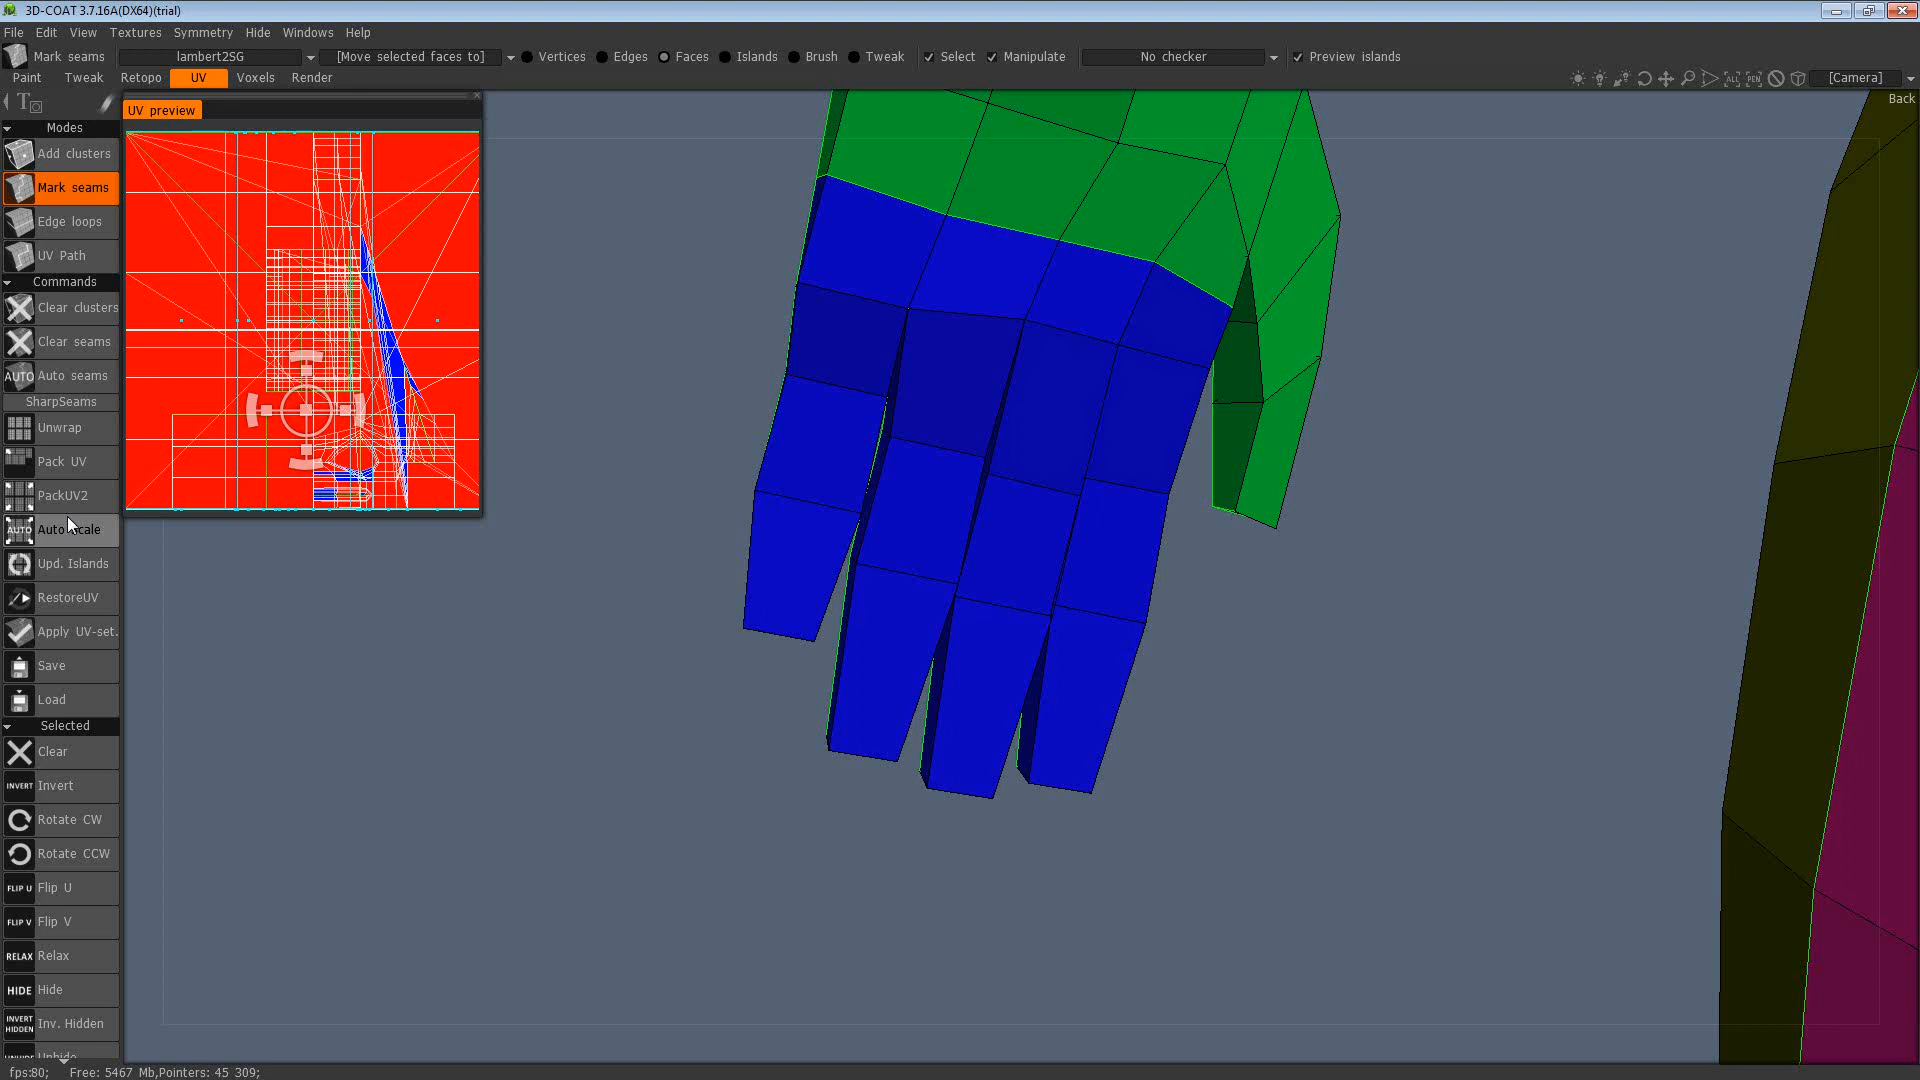 3D-COAT 3.7.16A(DX64)(trial)
File Edit View Textures Symmetry Hide Windows Help
Mark seams lambert2SG [Move selected faces to] Vertices Edges Faces Islands Brush Tweak Select Manipulate No checker Preview islands
Paint Tweak Retopo UV Voxels Render ALL PEN [Camera]
Back
UV preview
Modes
Add clusters
Mark seams
Edge loops
UV Path
Commands
Clear clusters
Clear seams
AUTO Auto seams
SharpSeams
Unwrap
Pack UV
PackUV2
AUTO Auto Scale
Upd. Islands
RestoreUV
Apply UV-set.
Save
Load
Selected
Clear
INVERT Invert
Rotate CW
Rotate CCW
FLIP U Flip U
FLIP V Flip V
RELAX Relax
HIDE Hide
INVERT HIDDEN Inv. Hidden
UNHIDE Unhide
fps:80; Free: 5467 Mb,Pointers: 45 309;